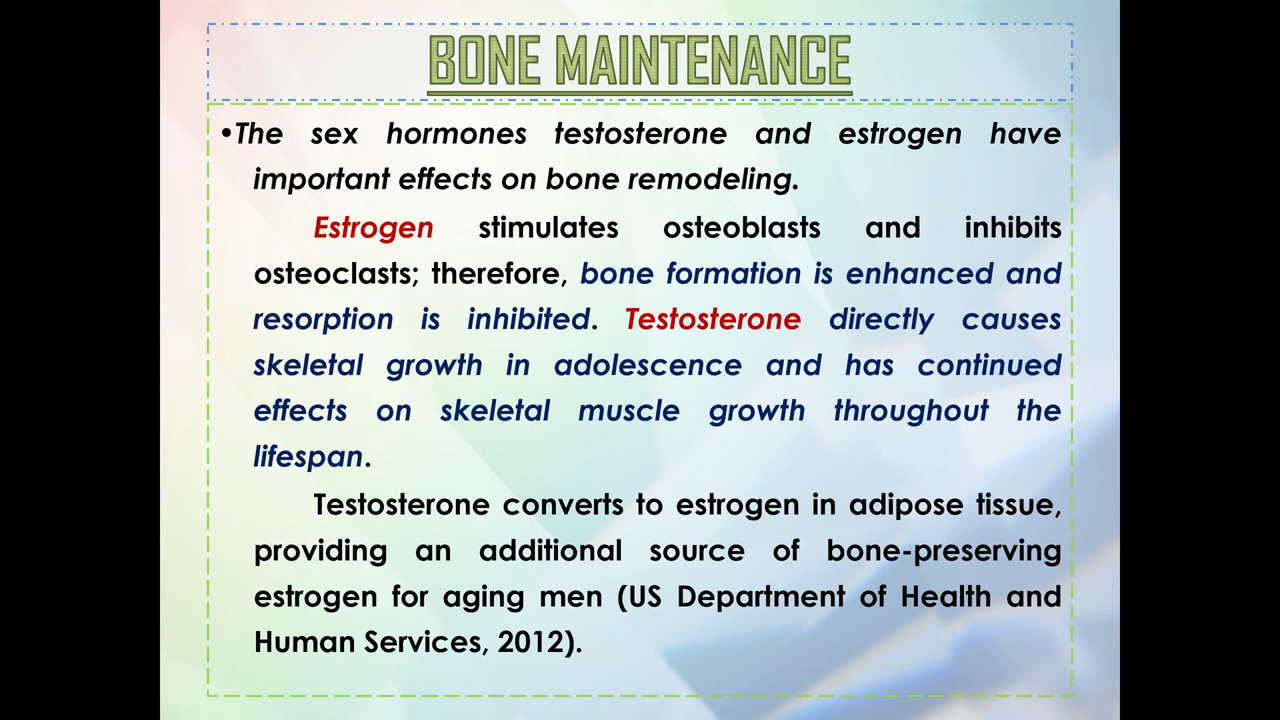 BONE MAINTENANCE
•The sex hormones testosterone and estrogen have
important effects on bone remodeling.
Estrogen stimulates osteoblasts and inhibits
osteoclasts; therefore, bone formation is enhanced and
resorption is inhibited. Testosterone directly causes
skeletal growth in adolescence and has continued
effects on skeletal muscle growth throughout the
lifespan.
Testosterone converts to estrogen in adipose tissue,
providing an additional source of bone-preserving
estrogen for aging men (US Department of Health and
Human Services, 2012).